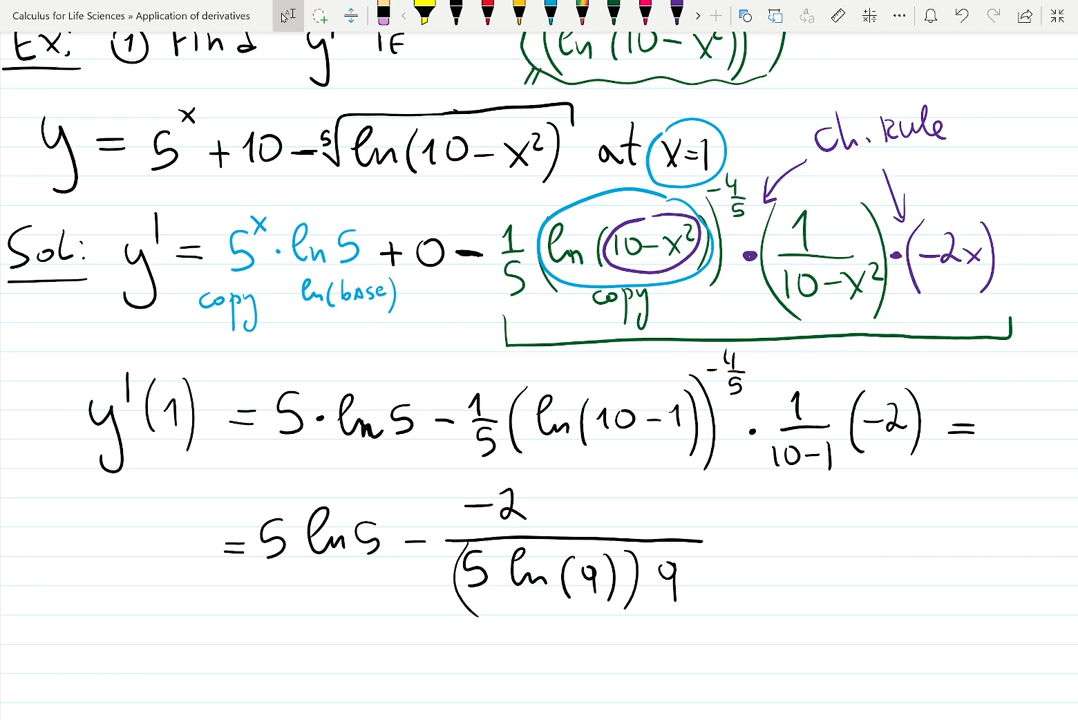 Calculus for Life Sciences » Application of derivatives
Ex: (1) Find y' if ((ln (10 - x²))
y = 5^x + 10 - ⁵√ln(10 - x²) at x=1
ch. Rule
Sol: y' = 5^x · ln 5 + 0 - 1/5 (ln (10 - x²))^(-4/5) · (1/(10 - x²)) · (-2x)
copy ln(base) copy
y'(1) = 5 · ln 5 - 1/5 (ln(10 - 1))^(-4/5) · 1/(10-1) (-2) =
= 5 ln 5 - -2/((5 ln(9)) 9